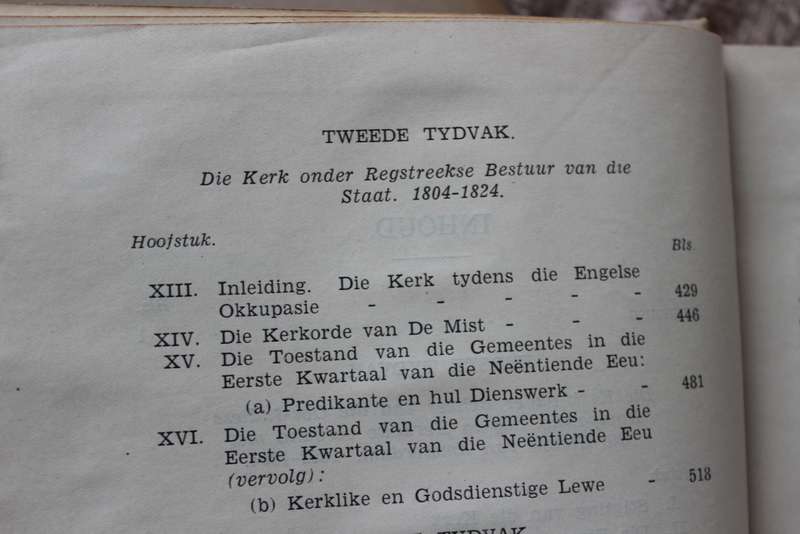 TWEEDE TYDVAK.
Die Kerk onder Regstreekse Bestuur van die
Staat. 1804-1824.
INHOUD
Hoofstuk. Bls
XIII. Inleiding. Die Kerk tydens die Engelse
Okkupasie - - - - - 429
XIV. Die Kerkorde van De Mist - - - 446
XV. Die Toestand van die Gemeentes in die
Eerste Kwartaal van die Neëntiende Eeu:
(a) Predikante en hul Dienswerk - - 481
XVI. Die Toestand van die Gemeentes in die
Eerste Kwartaal van die Neëntiende Eeu
(vervolg):
(b) Kerklike en Godsdienstige Lewe - 518
TYDVAK